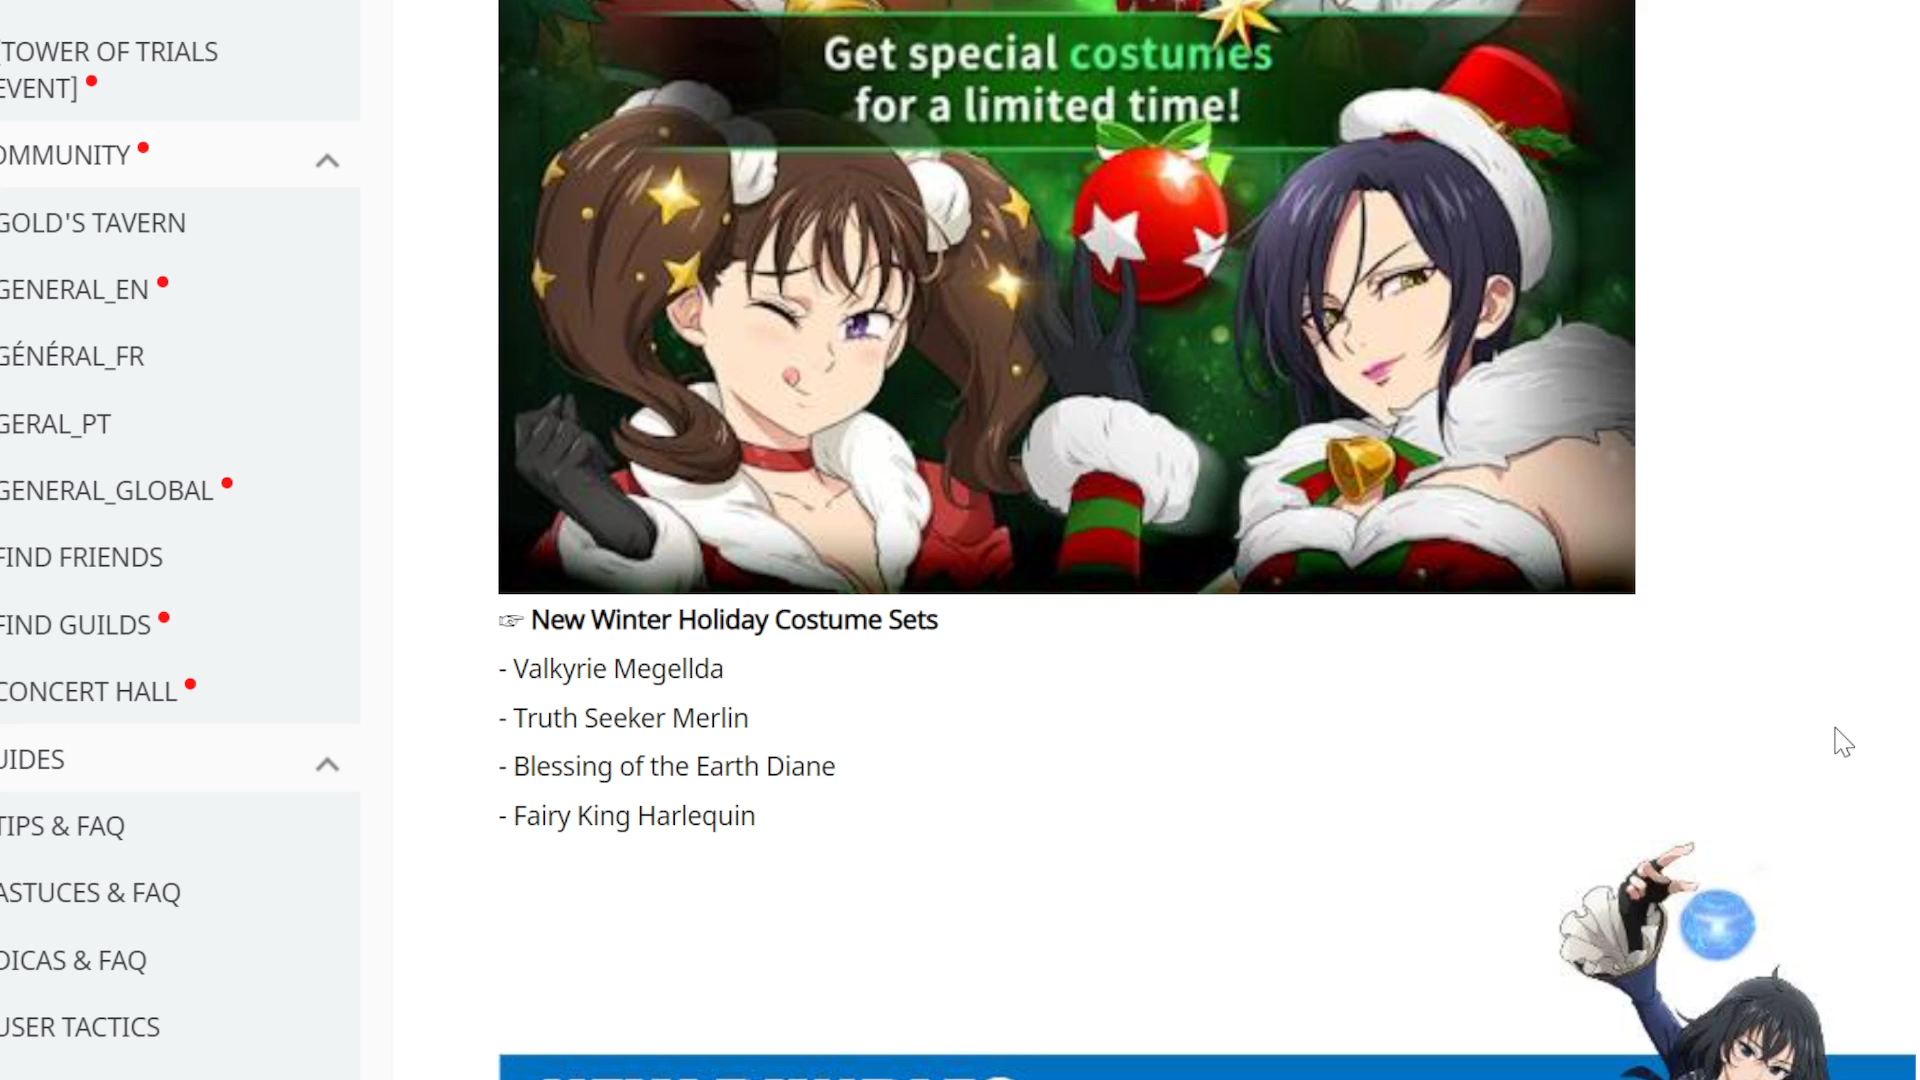 [TOWER OF TRIALS
EVENT]
OMMUNITY
GOLD'S TAVERN
GENERAL_EN
GÉNÉRAL_FR
GERAL_PT
GENERAL_GLOBAL
FIND FRIENDS
FIND GUILDS
CONCERT HALL
UIDES
TIPS & FAQ
ASTUCES & FAQ
DICAS & FAQ
USER TACTICS
Get special costumes
for a limited time!
☞ New Winter Holiday Costume Sets
- Valkyrie Megellda
- Truth Seeker Merlin
- Blessing of the Earth Diane
- Fairy King Harlequin